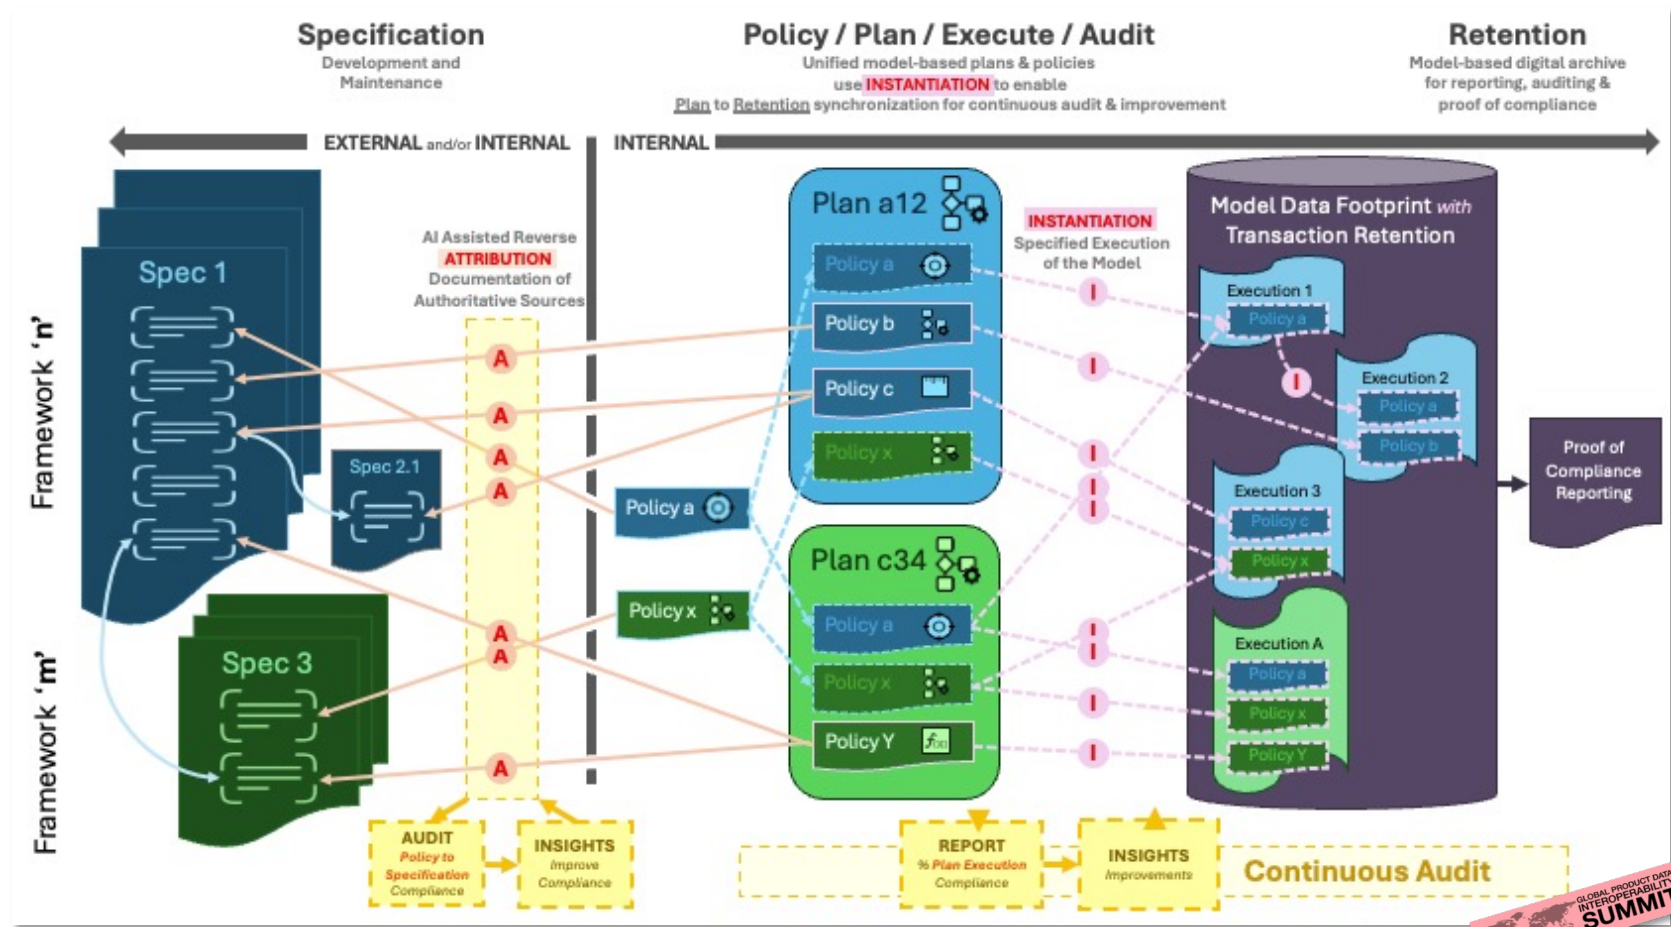 Specification
Development and
Maintenance
Policy / Plan / Execute / Audit
Unified model-based plans & policies
use INSTANTIATION to enable
Plan to Retention synchronization for continuous audit & improvement
Retention
Model-based digital archive
for reporting, auditing &
proof of compliance
EXTERNAL and/or INTERNAL
INTERNAL
Framework 'n'
Framework 'm'
Spec 1
Spec 2.1
Spec 3
AI Assisted Reverse
ATTRIBUTION
Documentation of
Authoritative Sources
A
A
A
A
A
A
A
Policy a
Policy x
Plan a12
Policy a
Policy b
Policy c
Policy x
Plan c34
Policy a
Policy x
Policy Y
f(x)
INSTANTIATION
Specified Execution
of the Model
I
I
I
I
I
I
I
I
I
I
Model Data Footprint with
Transaction Retention
Execution 1
Policy a
Execution 2
Policy a
Policy b
Execution 3
Policy c
Policy x
Execution A
Policy a
Policy x
Policy Y
Proof of
Compliance
Reporting
AUDIT
Policy to
Specification
Compliance
INSIGHTS
Improve
Compliance
REPORT
% Plan Execution
Compliance
INSIGHTS
Improvements
Continuous Audit
GLOBAL PRODUCT DATA
INTEROPERABILITY
SUMMIT